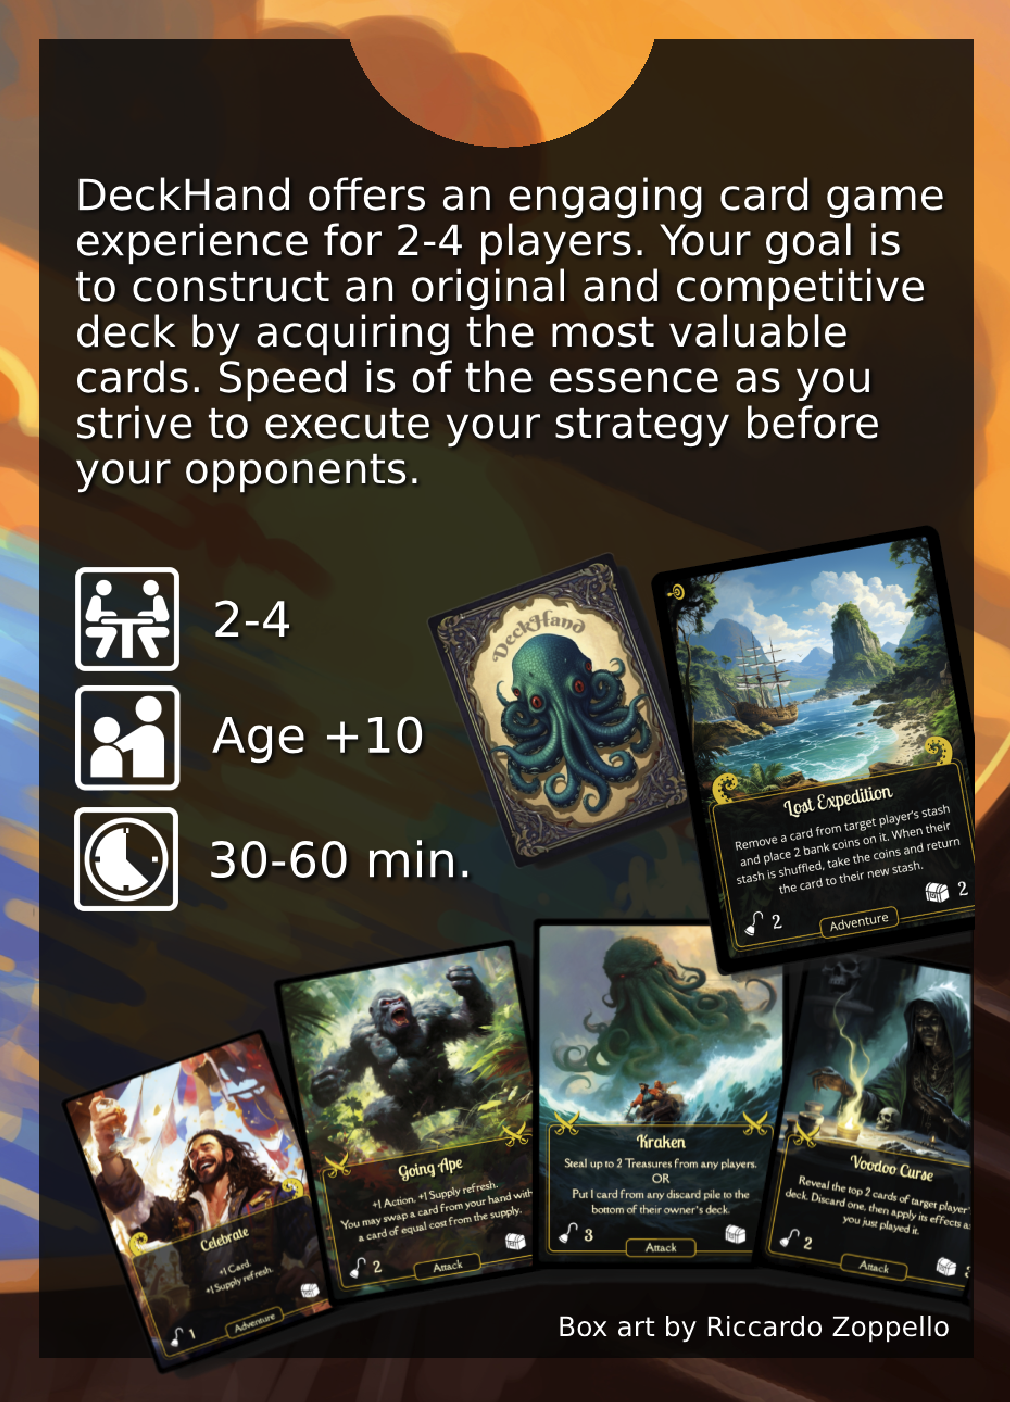 DeckHand offers an engaging card game
experience for 2-4 players. Your goal is
to construct an original and competitive
deck by acquiring the most valuable
cards. Speed is of the essence as you
strive to execute your strategy before
your opponents.
2-4
Age +10
30-60 min.
DeckHand
Lost Expedition
Remove a card from target player's stash
and place 2 bank coins on it. When their
stash is shuffled, take the coins and return
the card to their new stash.
2
2
Adventure
Celebrate
+1 Card.
+1 Supply refresh.
1
Adventure
Going Ape
+1 Action, +1 Supply refresh.
You may swap a card from your hand with
a card of equal cost from the supply.
2
Attack
Kraken
Steal up to 2 Treasures from any players.
OR
Put 1 card from any discard pile to the
bottom of their owner's deck.
3
Attack
Voodoo Curse
Reveal the top 2 cards of target player'
deck. Discard one, then apply its effects as
you just played it.
2
Attack
Box art by Riccardo Zoppello